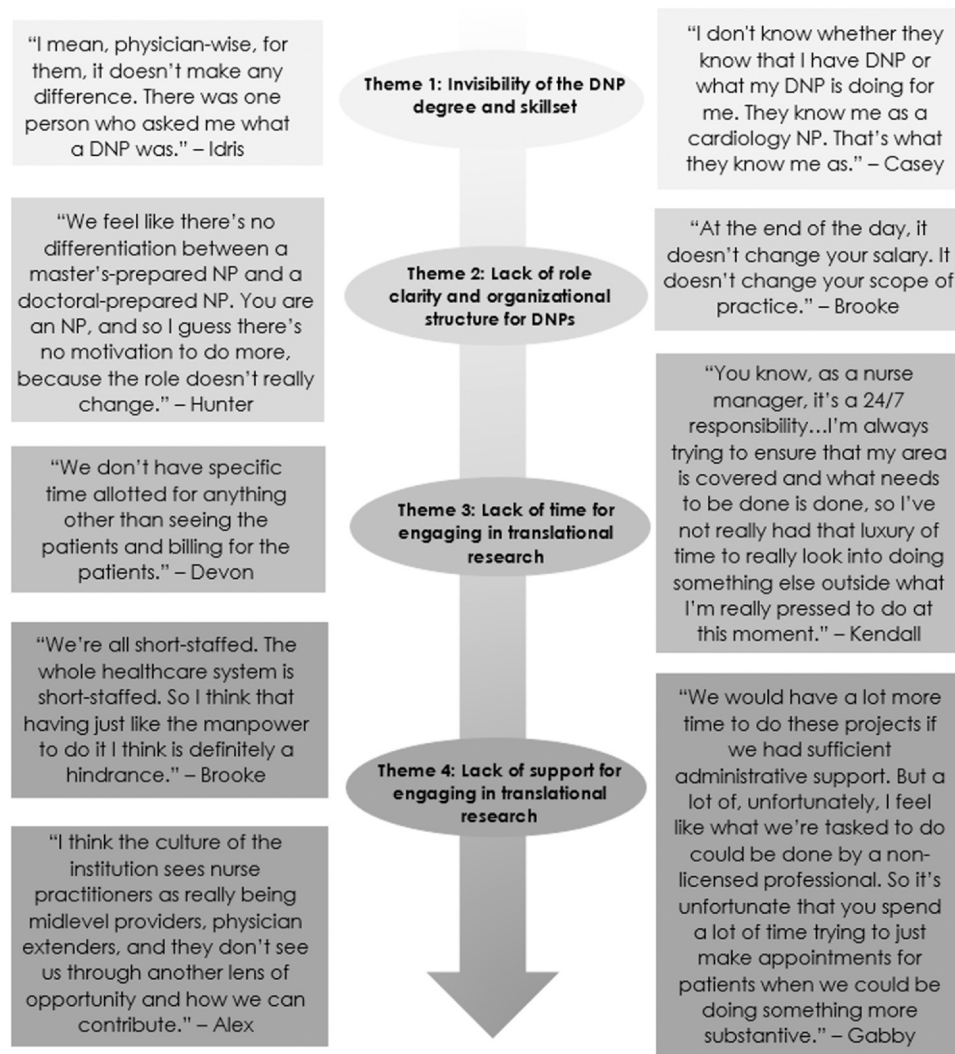 “I mean, physician-wise, for
them, it doesn’t make any
difference. There was one
person who asked me what
a DNP was.” – Idris
Theme 1: Invisibility of the DNP
degree and skillset
“I don't know whether they
know that I have DNP or
what my DNP is doing for
me. They know me as a
cardiology NP. That’s what
they know me as.” – Casey
“We feel like there’s no
differentiation between a
master’s-prepared NP and a
doctoral-prepared NP. You are
an NP, and so I guess there’s
no motivation to do more,
because the role doesn’t really
change.” – Hunter
Theme 2: Lack of role
clarity and organizational
structure for DNPs
“At the end of the day, it
doesn’t change your salary. It
doesn’t change your scope of
practice.” – Brooke
“We don’t have specific
time allotted for anything
other than seeing the
patients and billing for the
patients.” – Devon
Theme 3: Lack of time for
engaging in translational
research
“You know, as a nurse
manager, it’s a 24/7
responsibility…I’m always
trying to ensure that my area
is covered and what needs
to be done is done, so I’ve
not really had that luxury of
time to really look into doing
something else outside what
I’m really pressed to do at
this moment.” – Kendall
“We’re all short-staffed. The
whole healthcare system is
short-staffed. So I think that
having just like the manpower
to do it I think is definitely a
hindrance.” – Brooke
Theme 4: Lack of support for
engaging in translational
research
“I think the culture of the
institution sees nurse
practitioners as really being
midlevel providers, physician
extenders, and they don’t see
us through another lens of
opportunity and how we can
contribute.” – Alex
“We would have a lot more
time to do these projects if
we had sufficient
administrative support. But a
lot of, unfortunately, I feel
like what we’re tasked to do
could be done by a non-
licensed professional. So it’s
unfortunate that you spend
a lot of time trying to just
make appointments for
patients when we could be
doing something more
substantive.” – Gabby